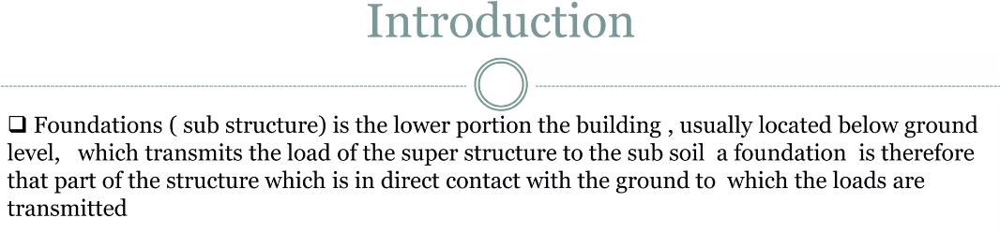 Introduction
❑ Foundations ( sub structure) is the lower portion the building , usually located below ground
level,   which transmits the load of the super structure to the sub soil  a foundation  is therefore
that part of the structure which is in direct contact with the ground to  which the loads are
transmitted